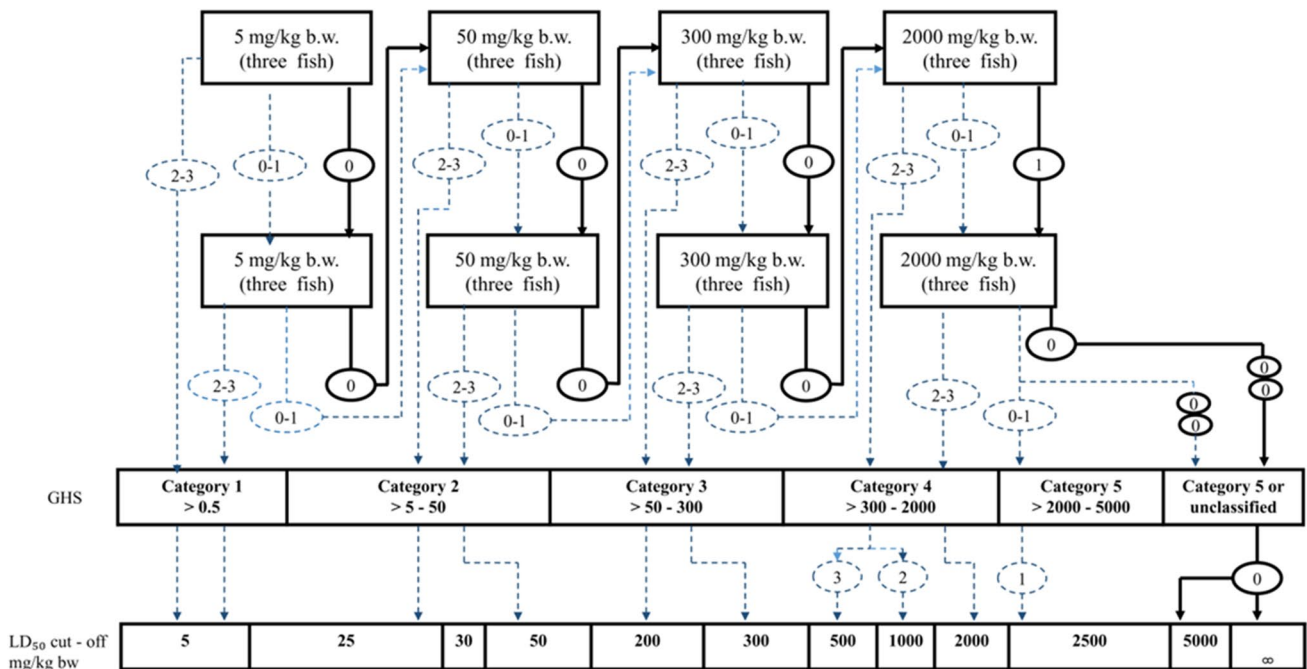 5 mg/kg b.w.
(three fish)
50 mg/kg b.w.
(three fish)
300 mg/kg b.w.
(three fish)
2000 mg/kg b.w.
(three fish)
2-3
0-1
0
2-3
0-1
0
2-3
0-1
0
2-3
0-1
1
5 mg/kg b.w.
(three fish)
50 mg/kg b.w.
(three fish)
300 mg/kg b.w.
(three fish)
2000 mg/kg b.w.
(three fish)
2-3
0-1
0
2-3
0-1
0
2-3
0-1
0
2-3
0-1
0
0
0
0
0
GHS
Category 1
> 0.5
Category 2
> 5 - 50
Category 3
> 50 - 300
Category 4
> 300 - 2000
Category 5
> 2000 - 5000
Category 5 or
unclassified
3
2
1
0
LD₅₀ cut - off
mg/kg bw
5
25
30
50
200
300
500
1000
2000
2500
5000
∞